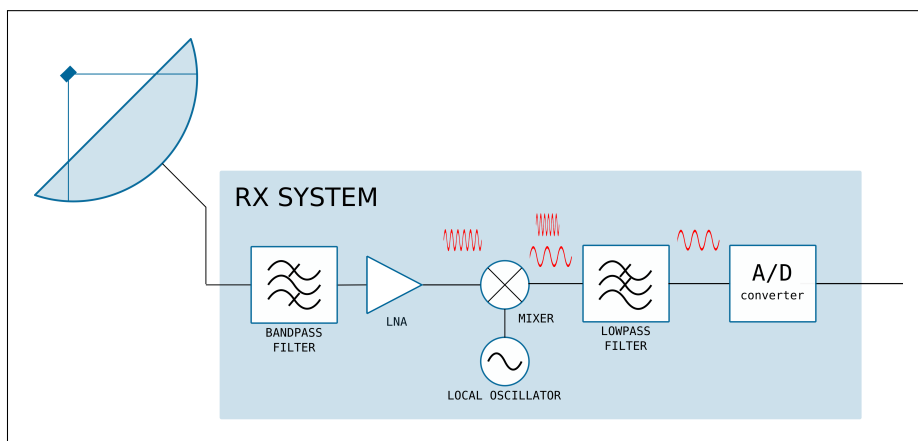 RX SYSTEM
BANDPASS
FILTER
LNA
MIXER
LOCAL OSCILLATOR
LOWPASS
FILTER
A/D
converter